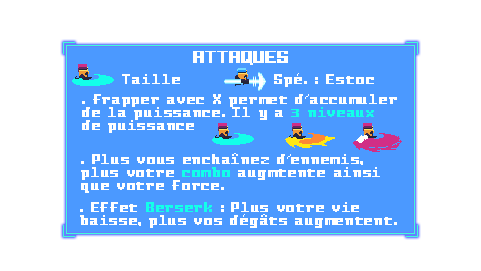 ATTAQUES
Taille Spé. : Estoc
. Frapper avec X permet d'accumuler
de la puissance. Il y a 3 niveaux
de puissance
. Plus vous enchaînez d'ennemis,
plus votre combo augmtente ainsi
que votre force.
. Effet Berserk : Plus votre vie
baisse, plus vos dégâts augmentent.